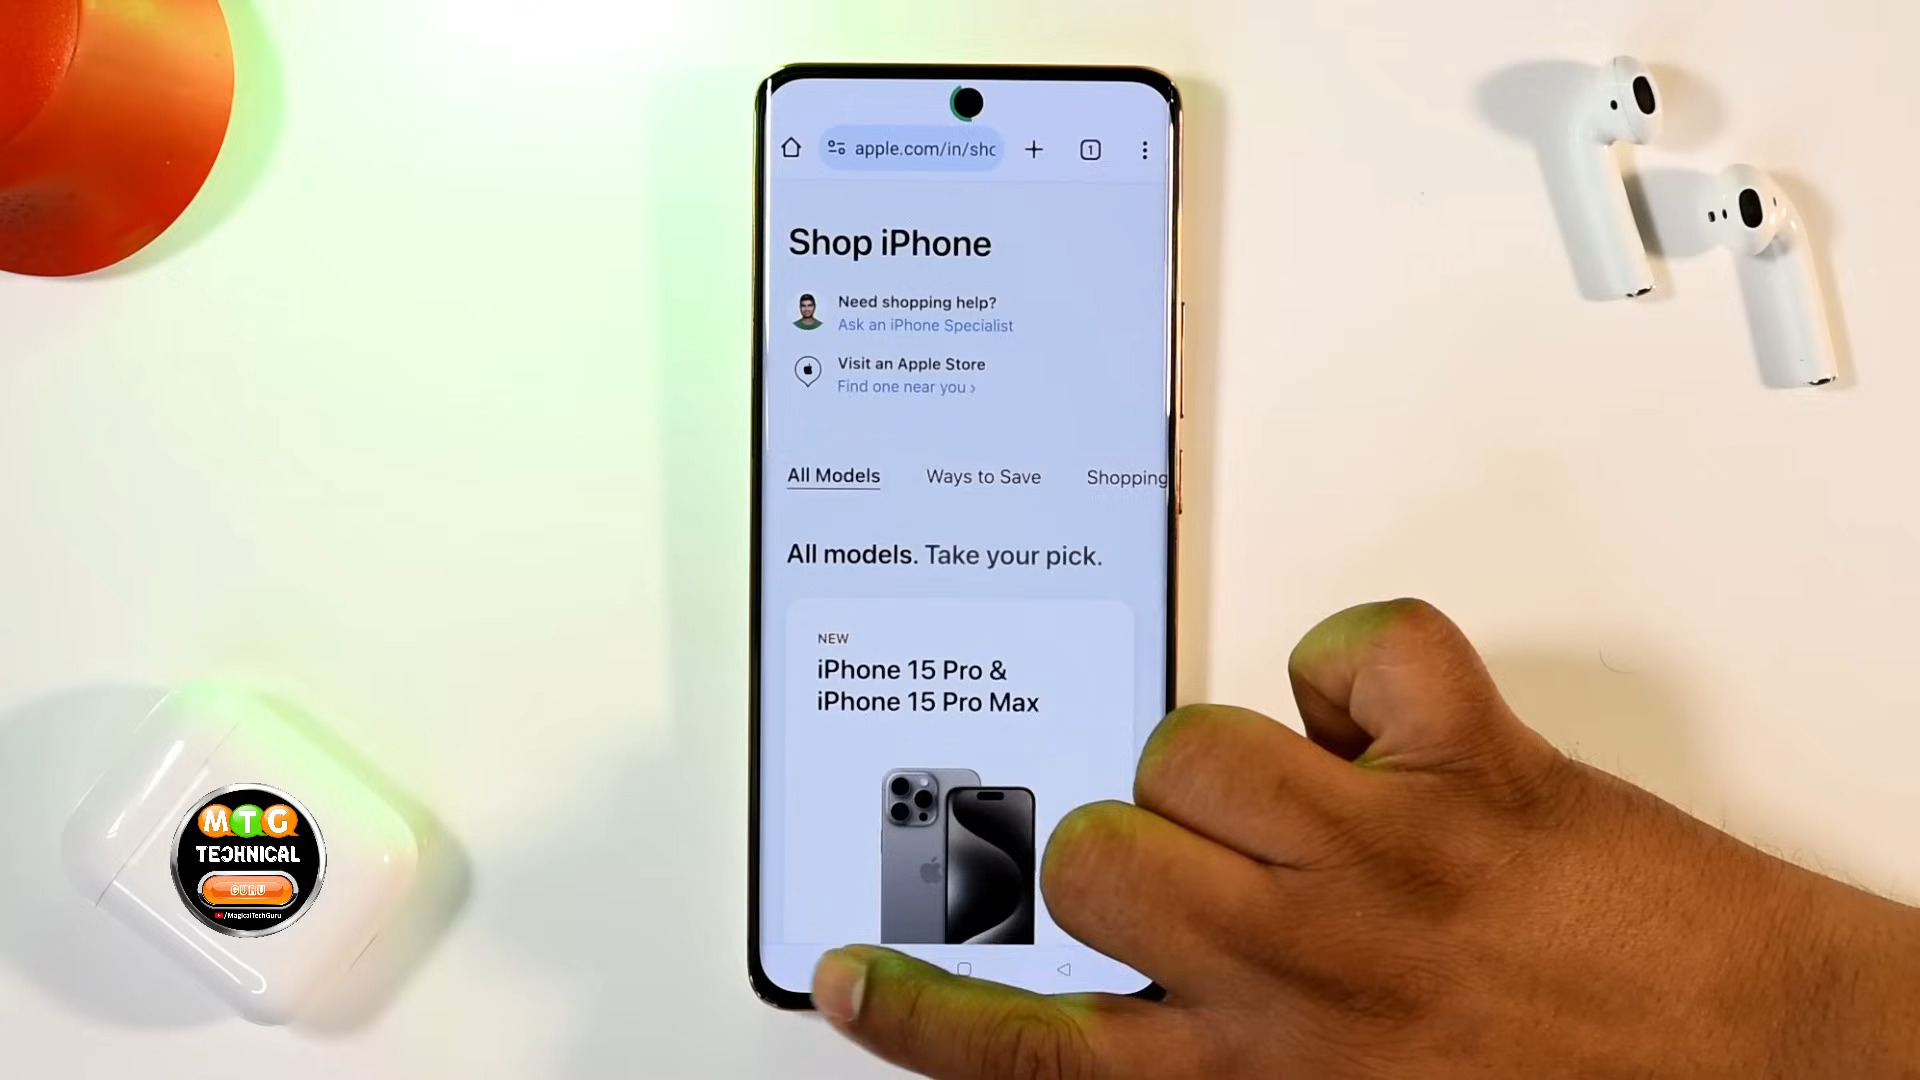 apple.com/in/shc
1
Shop iPhone
Need shopping help?
Ask an iPhone Specialist
Visit an Apple Store
Find one near you ›
All Models Ways to Save Shopping
All models. Take your pick.
NEW
iPhone 15 Pro &
iPhone 15 Pro Max
MTG
TECHNICAL
GURU
/MagicalTechGuru